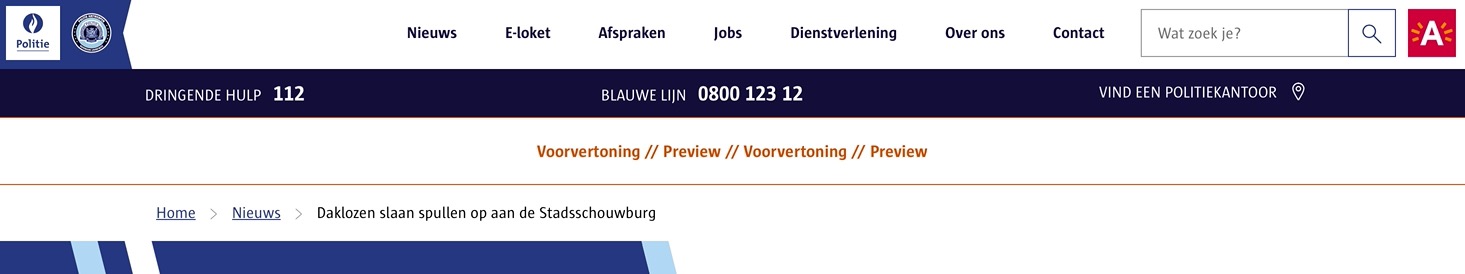 Politie
Nieuws E-loket Afspraken Jobs Dienstverlening Over ons Contact Wat zoek je? A
DRINGENDE HULP 112 BLAUWE LIJN 0800 123 12 VIND EEN POLITIEKANTOOR
Voorvertoning // Preview // Voorvertoning // Preview
Home > Nieuws > Daklozen slaan spullen op aan de Stadsschouwburg